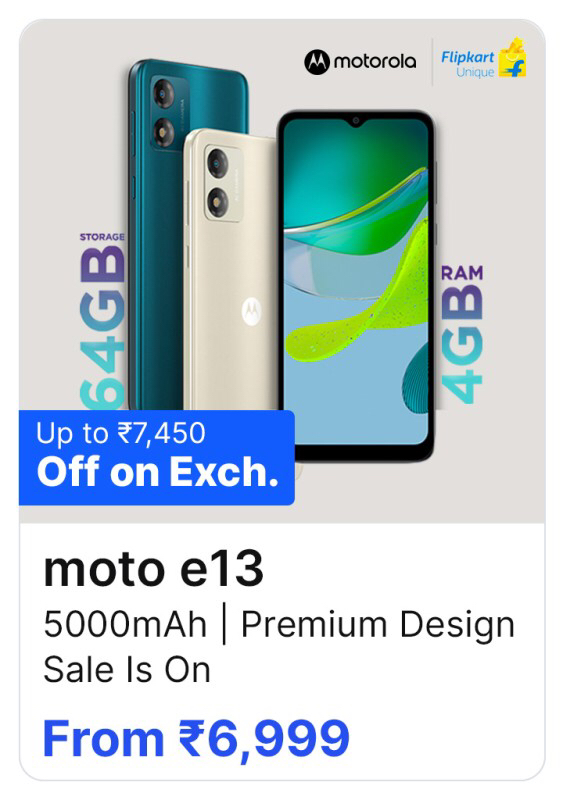 motorola
Flipkart
Unique
STORAGE
64GB
RAM
4GB
Up to ₹7,450
Off on Exch.
moto e13
5000mAh | Premium Design
Sale Is On
From ₹6,999